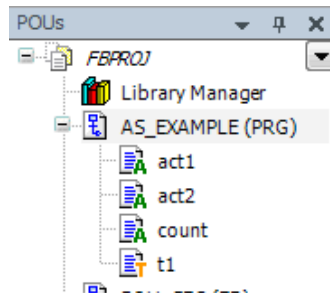 POUs
FBPROJ
Library Manager
AS_EXAMPLE (PRG)
act1
act2
count
t1